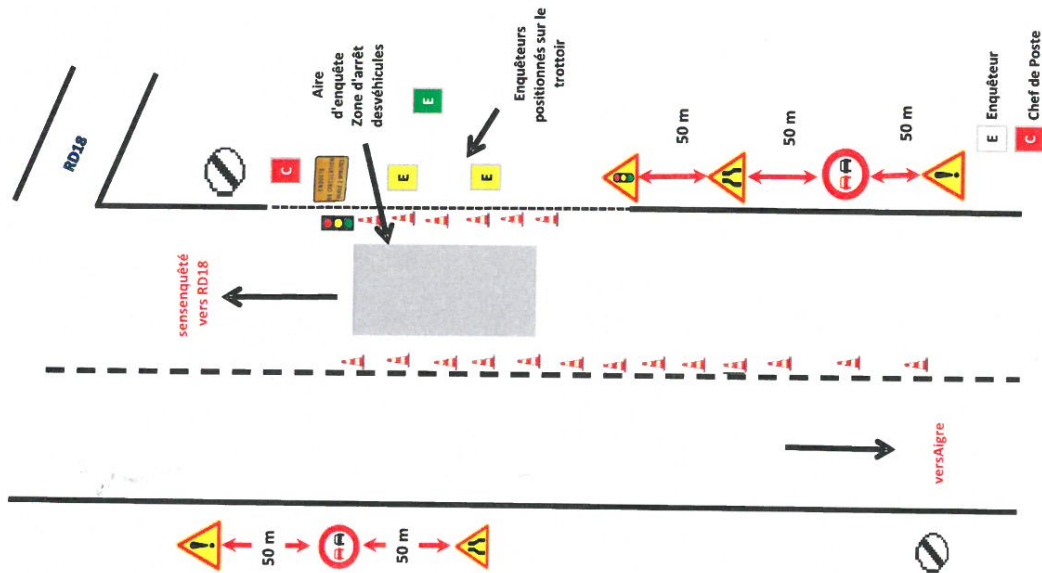 RD18
Aire
d'enquête
Zone d'arrêt
desvéhicules
C
E
E
E
Enquêteurs
positionnés sur le
trottoir
sensenquêté
vers RD18
50 m
50 m
50 m
E Enquêteur
C Chef de Poste
versAigre
50 m
50 m